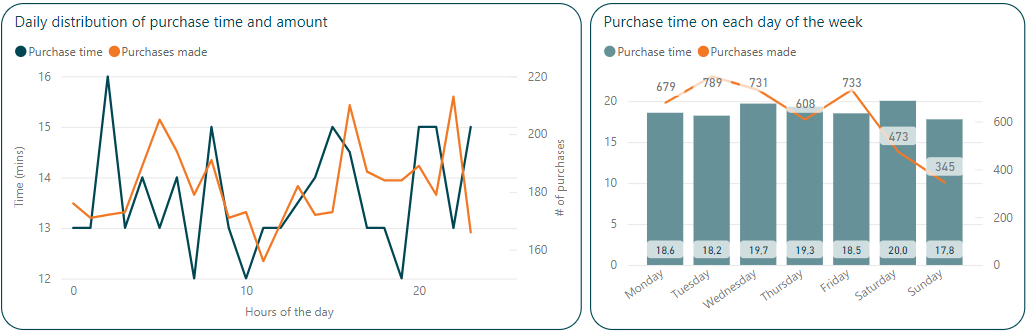 Daily distribution of purchase time and amount
Purchase time Purchases made
16
15
14
13
12
Time (mins)
220
200
180
160
# of purchases
0 10 20
Hours of the day
Purchase time on each day of the week
Purchase time Purchases made
20
15
10
5
0
679 789 731 608 733 473 345
18,6 18,2 19,7 19,3 18,5 20,0 17,8
600
400
200
0
Monday Tuesday Wednesday Thursday Friday Saturday Sunday